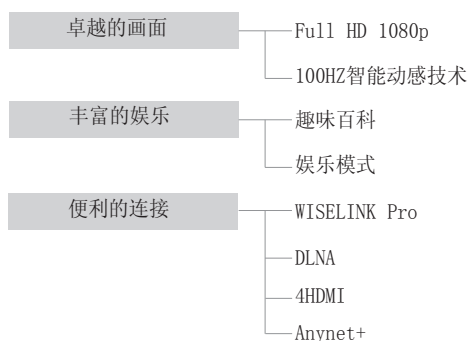 卓越的画面
Full HD 1080p
100HZ智能动感技术
丰富的娱乐
趣味百科
娱乐模式
便利的连接
WISELINK Pro
DLNA
4HDMI
Anynet+